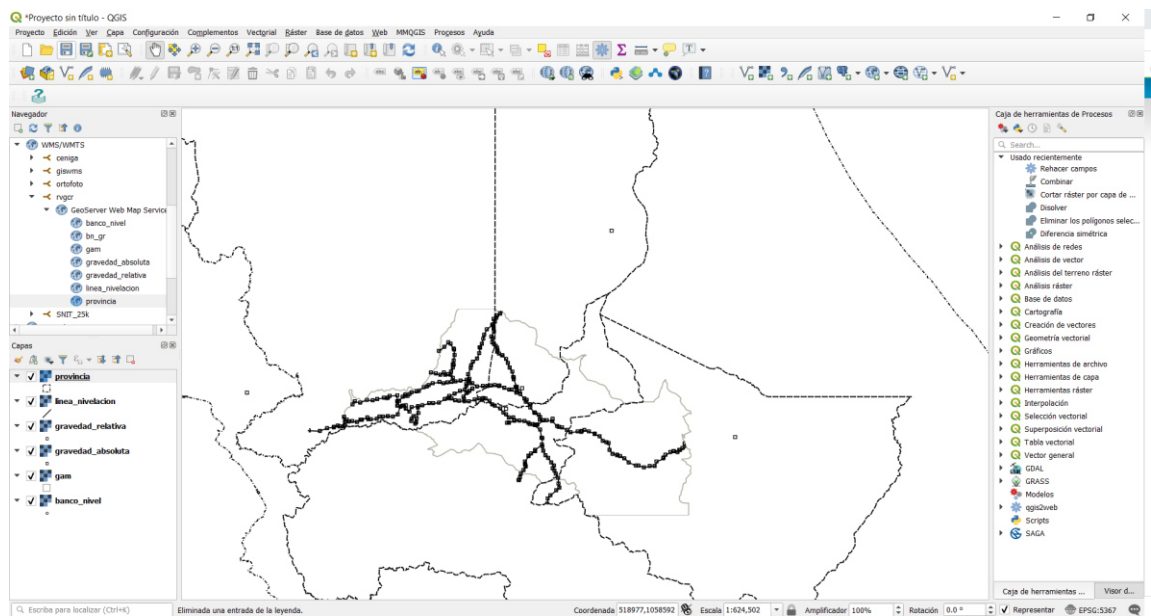 *Proyecto sin título - QGIS
Proyecto Edición Ver Capa Configuración Complementos Vectorial Ráster Base de datos Web MMQGIS Procesos Ayuda
Navegador
WMS/WMTS
ceniga
giswms
ortofoto
rvgcr
GeoServer Web Map Service
banco_nivel
bn_gr
gam
gravedad_absoluta
gravedad_relativa
linea_nivelacion
provincia
SNIT_25k
Capas
provincia
linea_nivelacion
gravedad_relativa
gravedad_absoluta
gam
banco_nivel
Caja de herramientas de Procesos
Search...
Usado recientemente
Rehacer campos
Combinar
Cortar ráster por capa de ...
Disolver
Eliminar los polígonos selec...
Diferencia simétrica
Análisis de redes
Análisis de vector
Análisis del terreno ráster
Análisis ráster
Base de datos
Cartografía
Creación de vectores
Geometría vectorial
Gráficos
Herramientas de archivo
Herramientas de capa
Herramientas ráster
Interpolación
Selección vectorial
Superposición vectorial
Tabla vectorial
Vector general
GDAL
GRASS
Modelos
qgis2web
Scripts
SAGA
Caja de herramientas ... Visor d...
Escriba para localizar (Ctrl+K) Eliminada una entrada de la leyenda. Coordenada 518977,1058592 Escala 1:624,502 Amplificador 100% Rotación 0.0 ° Representar EPSG:5367